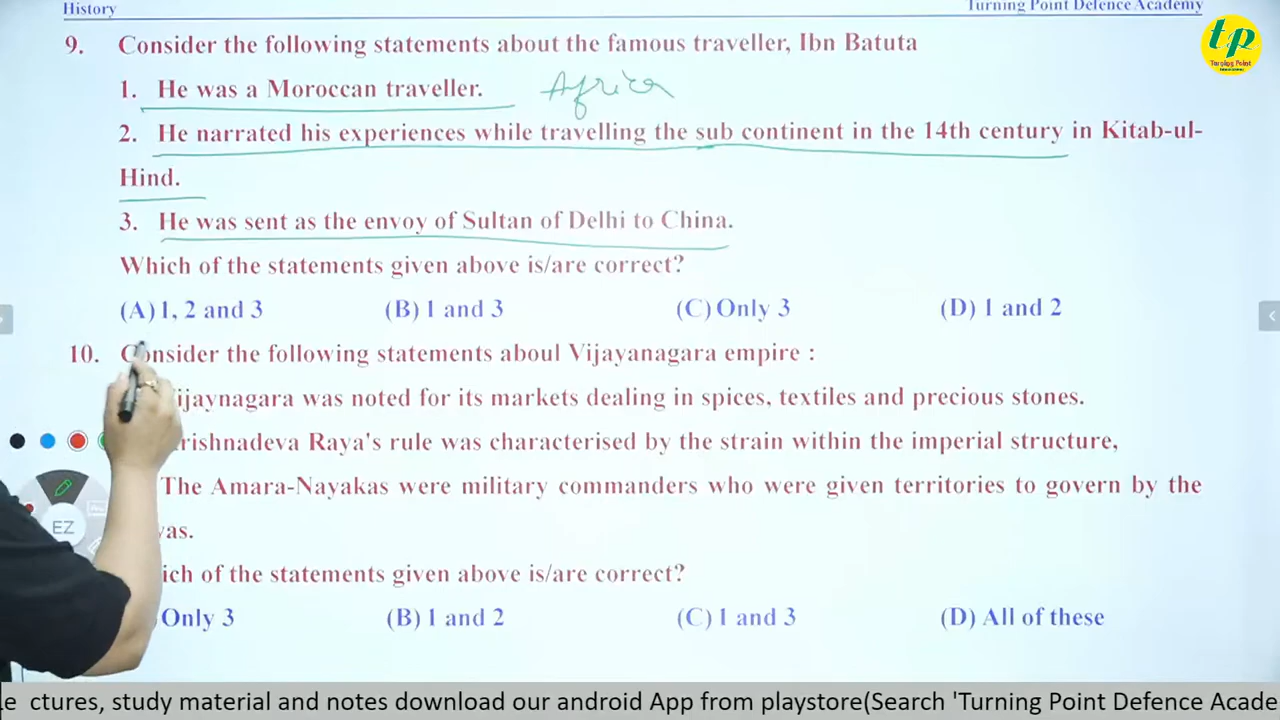 History
Turning Point Defence Academy
tp
Turning Point
9. Consider the following statements about the famous traveller, Ibn Batuta
1. He was a Moroccan traveller. Africa
2. He narrated his experiences while travelling the sub continent in the 14th century in Kitab-ul-
Hind.
3. He was sent as the envoy of Sultan of Delhi to China.
Which of the statements given above is/are correct?
(A) 1, 2 and 3 (B) 1 and 3 (C) Only 3 (D) 1 and 2
10. Consider the following statements aboul Vijayanagara empire :
ijaynagara was noted for its markets dealing in spices, textiles and precious stones.
rishnadeva Raya's rule was characterised by the strain within the imperial structure,
The Amara-Nayakas were military commanders who were given territories to govern by the
yas.
ich of the statements given above is/are correct?
Only 3 (B) 1 and 2 (C) 1 and 3 (D) All of these
EZ
e ctures, study material and notes download our android App from playstore(Search 'Turning Point Defence Acade